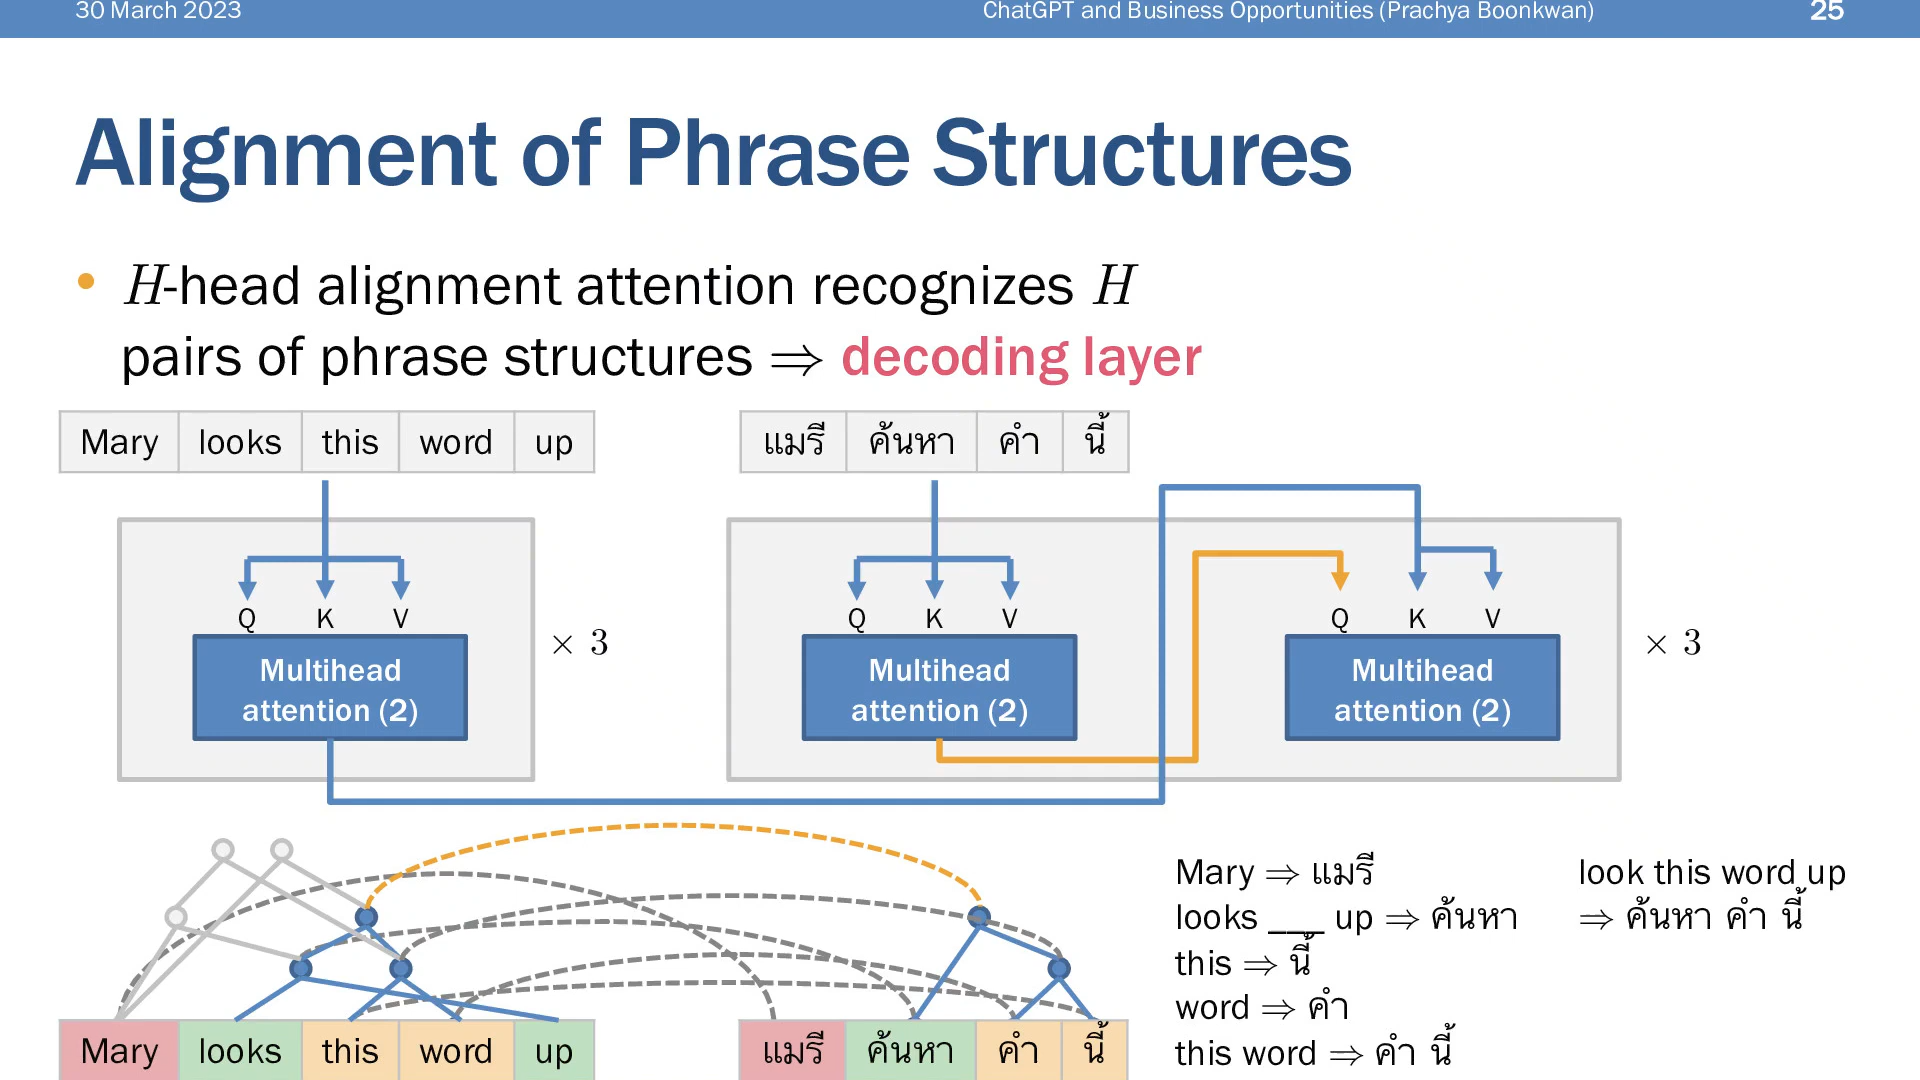 30 March 2023
ChatGPT and Business Opportunities (Prachya Boonkwan)
25
Alignment of Phrase Structures
• H-head alignment attention recognizes H
pairs of phrase structures ⇒ decoding layer
Mary looks this word up
แมรี ค้นหา คำ นี้
Q K V
Multihead
attention (2)
× 3
Q K V
Multihead
attention (2)
Q K V
Multihead
attention (2)
× 3
Mary looks this word up
แมรี ค้นหา คำ นี้
Mary ⇒ แมรี
looks ___ up ⇒ ค้นหา
this ⇒ นี้
word ⇒ คำ
this word ⇒ คำ นี้
look this word up
⇒ ค้นหา คำ นี้